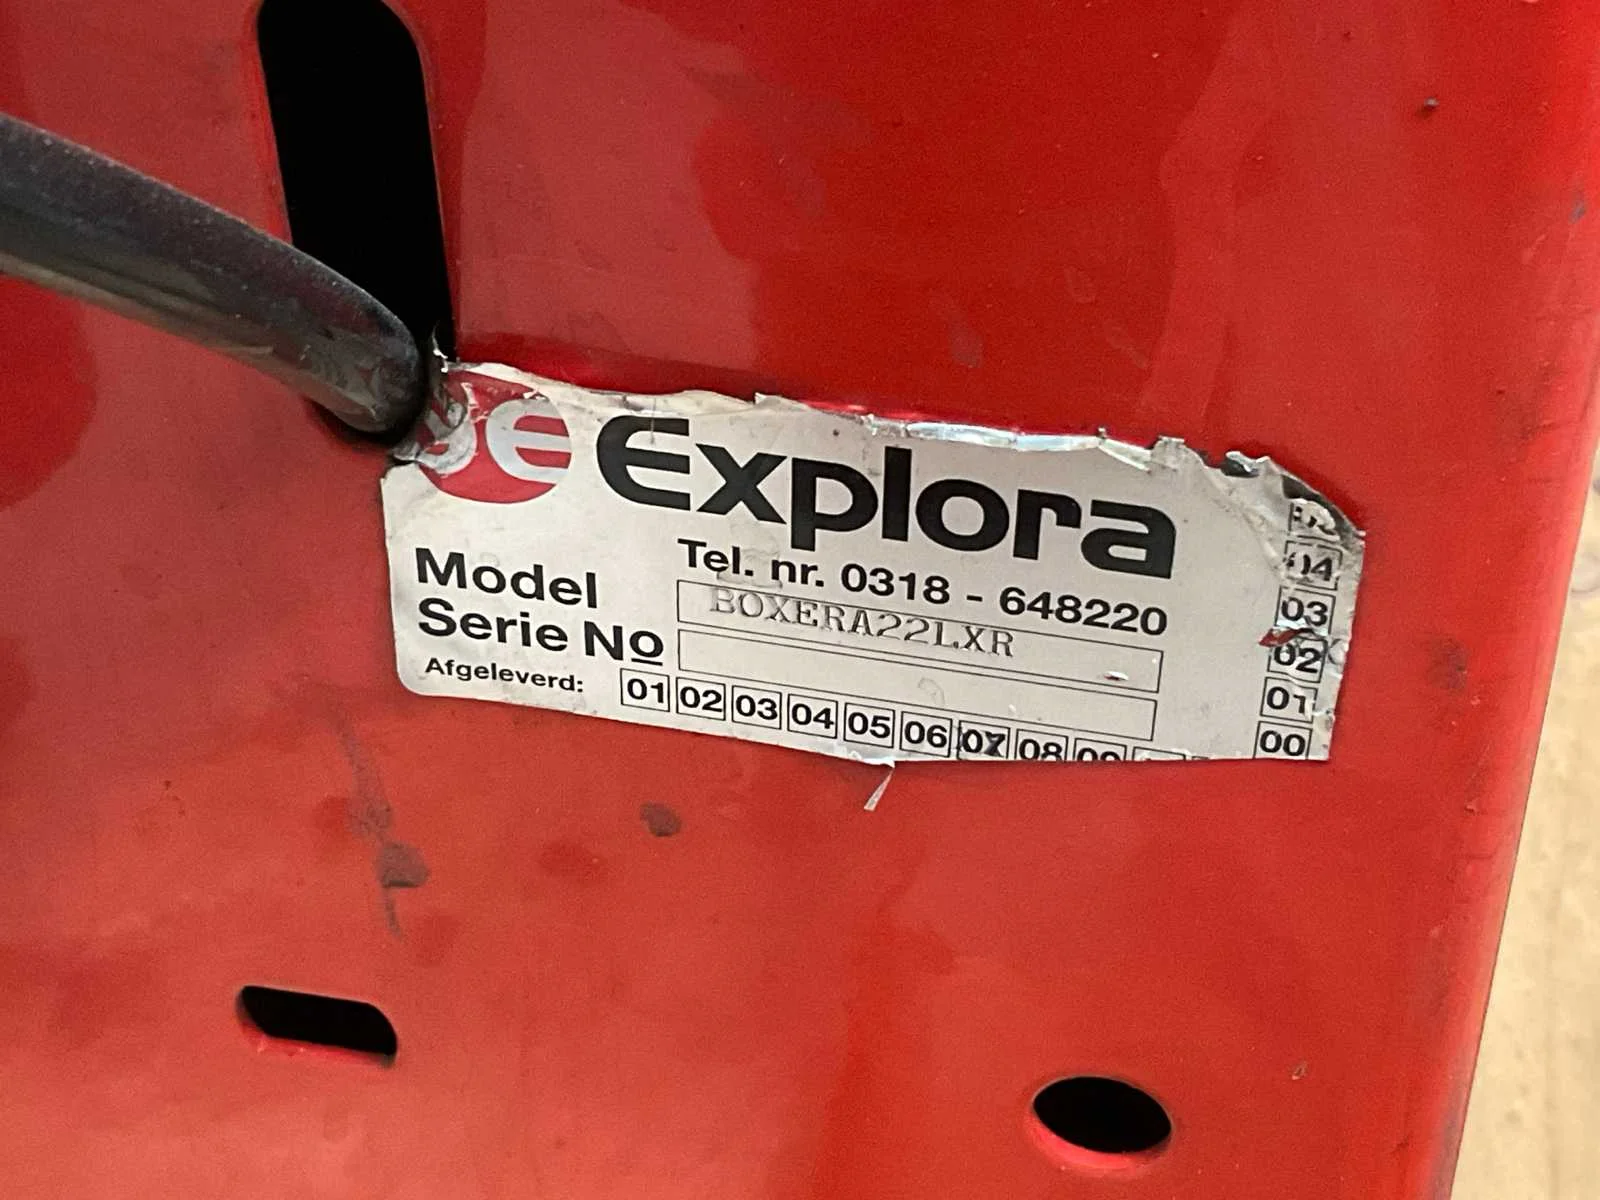 Explora
Tel. nr. 0318 - 648220
Model BOXERA22LXR
Serie No
Afgeleverd: 01 02 03 04 05 06 07 08 09
04
03
02
01
00